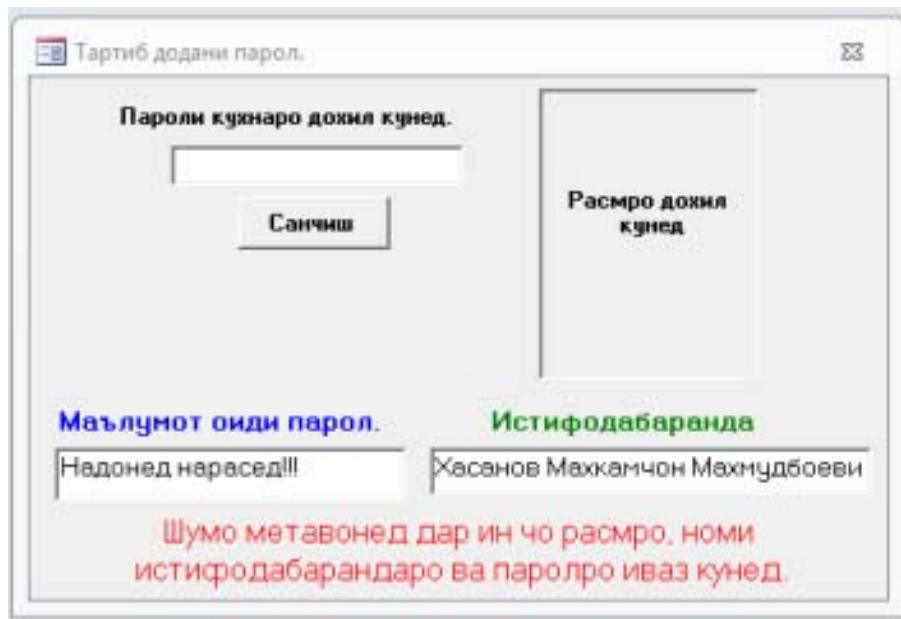 Тартиб додани парол.
Пароли кухнаро дохил кунед.
Санчиш
Расмро дохил
кунед
Маълумот оиди парол.
Истифодабаранда
Надонед нарасед!!!
Хасанов Махкамчон Махмудбоеви
Шумо метавонед дар ин чо расмро, номи
истифодабарандаро ва паролро иваз кунед.